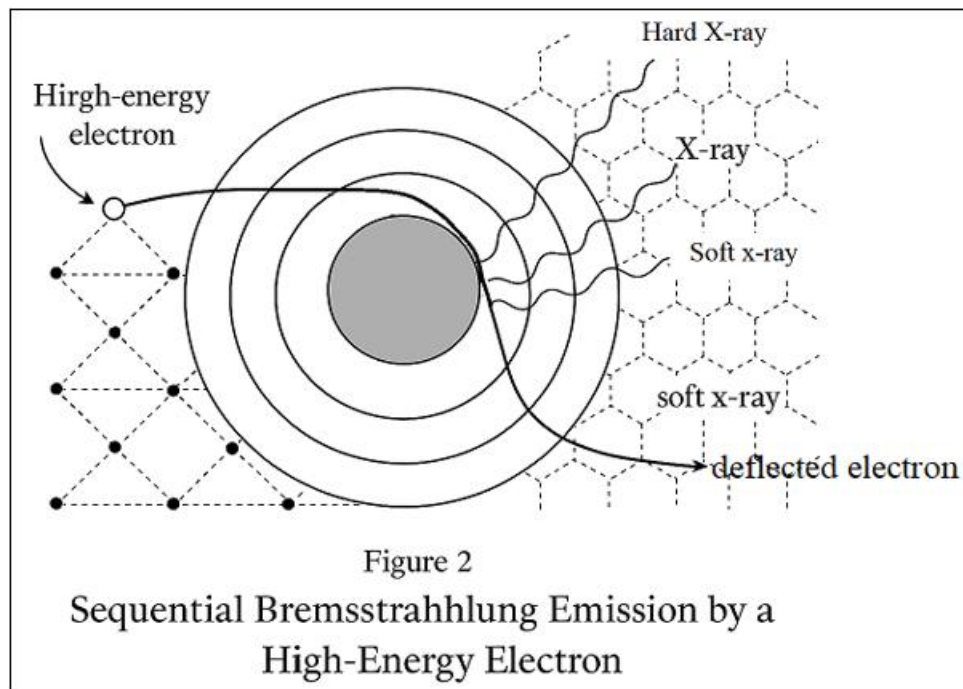 Hard X-ray
Hirgh-energy
electron
X-ray
Soft x-ray
soft x-ray
deflected electron
Figure 2
Sequential Bremsstrahhlung Emission by a
High-Energy Electron